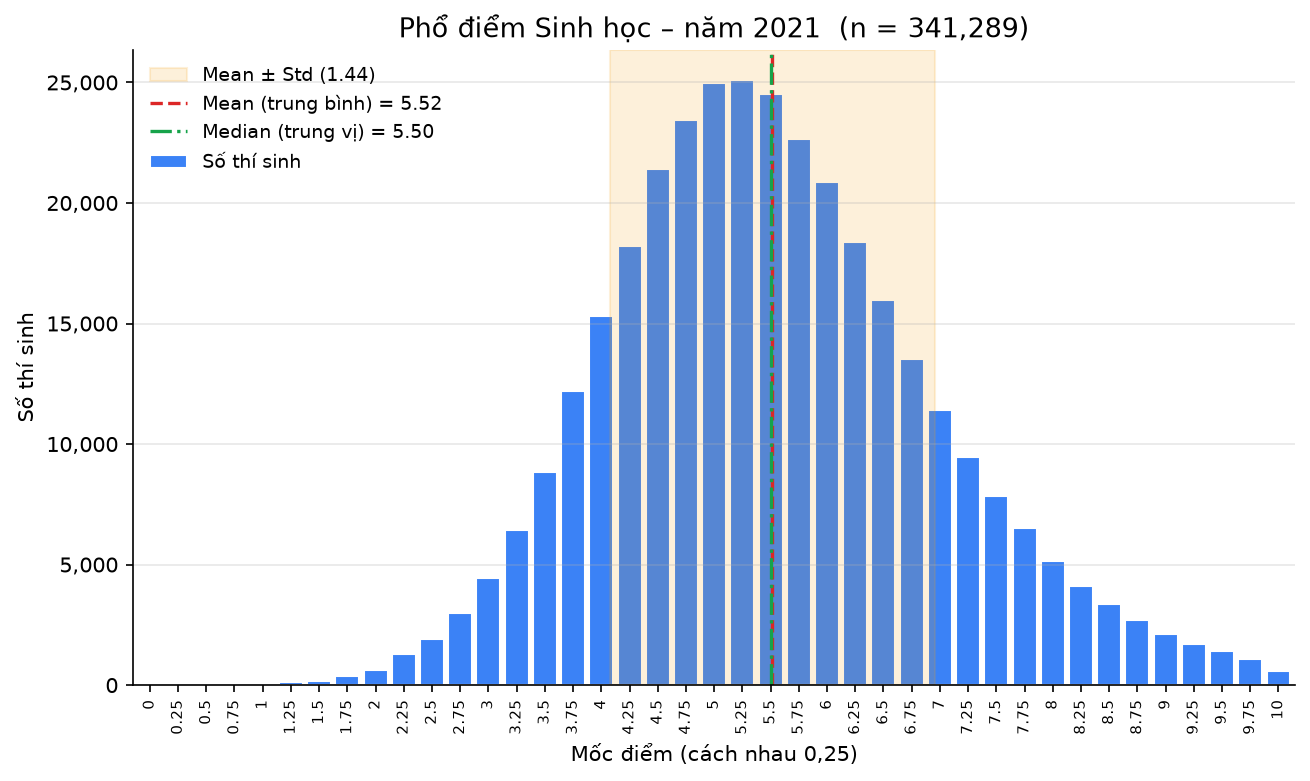 Phổ điểm Sinh học – năm 2021 (n = 341,289)
Mean ± Std (1.44)
Mean (trung bình) = 5.52
Median (trung vị) = 5.50
Số thí sinh
25,000
20,000
15,000
10,000
5,000
0
Số thí sinh
0 0.25 0.5 0.75 1 1.25 1.5 1.75 2 2.25 2.5 2.75 3 3.25 3.5 3.75 4 4.25 4.5 4.75 5 5.25 5.5 5.75 6 6.25 6.5 6.75 7 7.25 7.5 7.75 8 8.25 8.5 8.75 9 9.25 9.5 9.75 10
Mốc điểm (cách nhau 0,25)